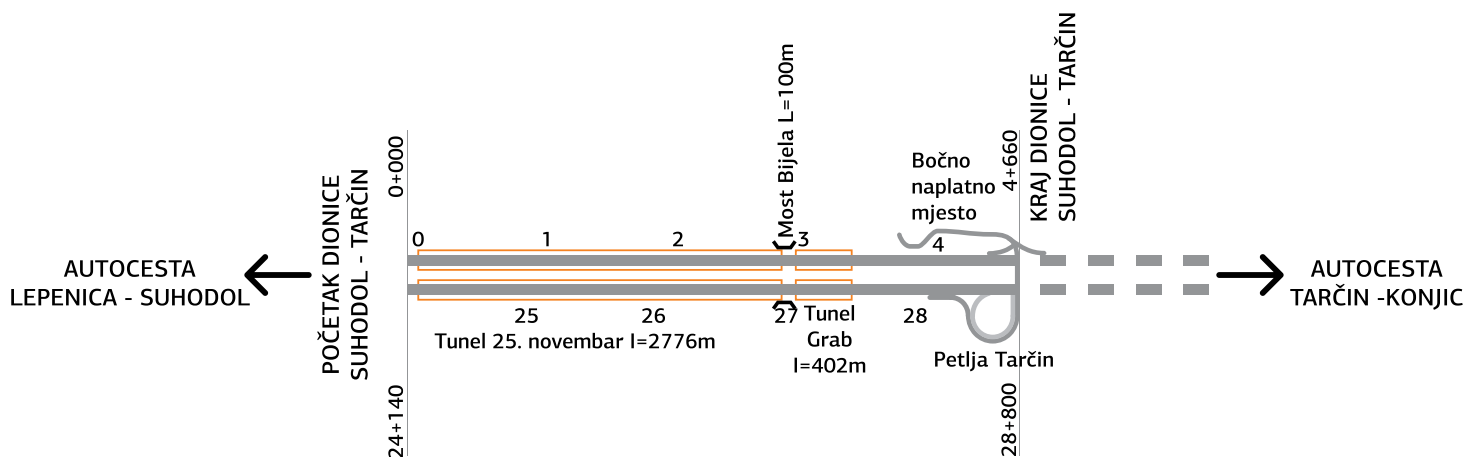 AUTOCESTA
LEPENICA - SUHODOL
POČETAK DIONICE
SUHODOL - TARČIN
0+000
24+140
0
1
2
3
4
Most Bijela L=100m
25
26
27
28
Tunel 25. novembar l=2776m
Tunel
Grab
l=402m
Bočno
naplatno
mjesto
Petlja Tarčin
4+660
28+800
KRAJ DIONICE
SUHODOL - TARČIN
AUTOCESTA
TARČIN -KONJIC